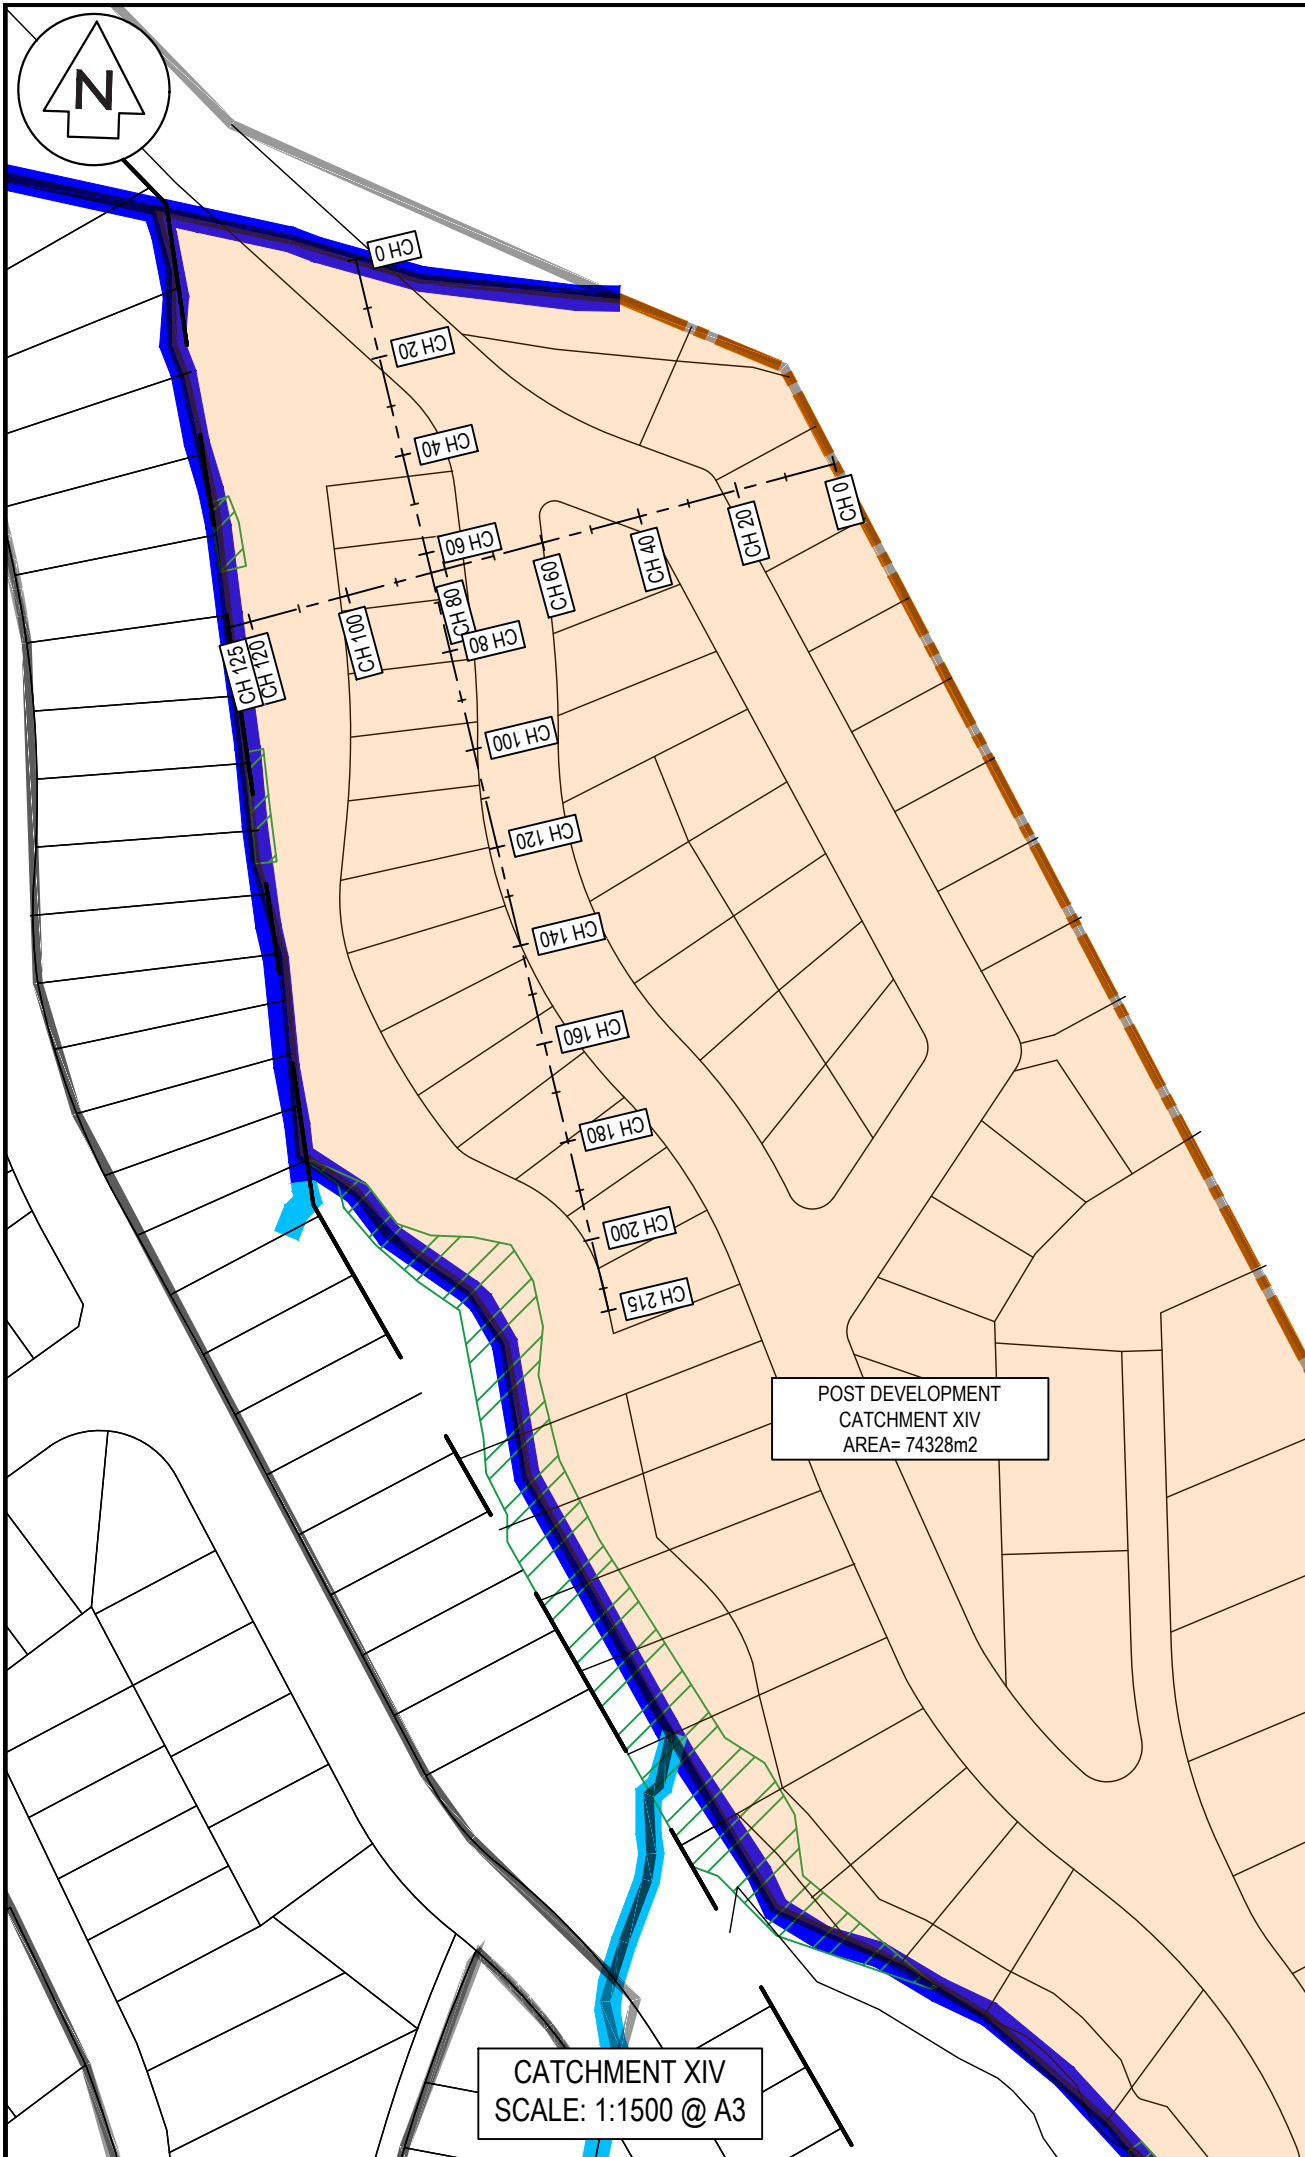 N
CH 0
CH 20
CH 40
CH 60
CH 80
CH 100
CH 120
CH 140
CH 160
CH 180
CH 200
CH 215
CH 0
CH 20
CH 40
CH 60
CH 80
CH 100
CH 120
CH 125
POST DEVELOPMENT
CATCHMENT XIV
AREA= 74328m2
CATCHMENT XIV
SCALE: 1:1500 @ A3